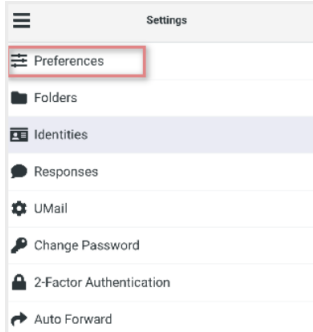 Settings
Preferences
Folders
Identities
Responses
UMail
Change Password
2-Factor Authentication
Auto Forward